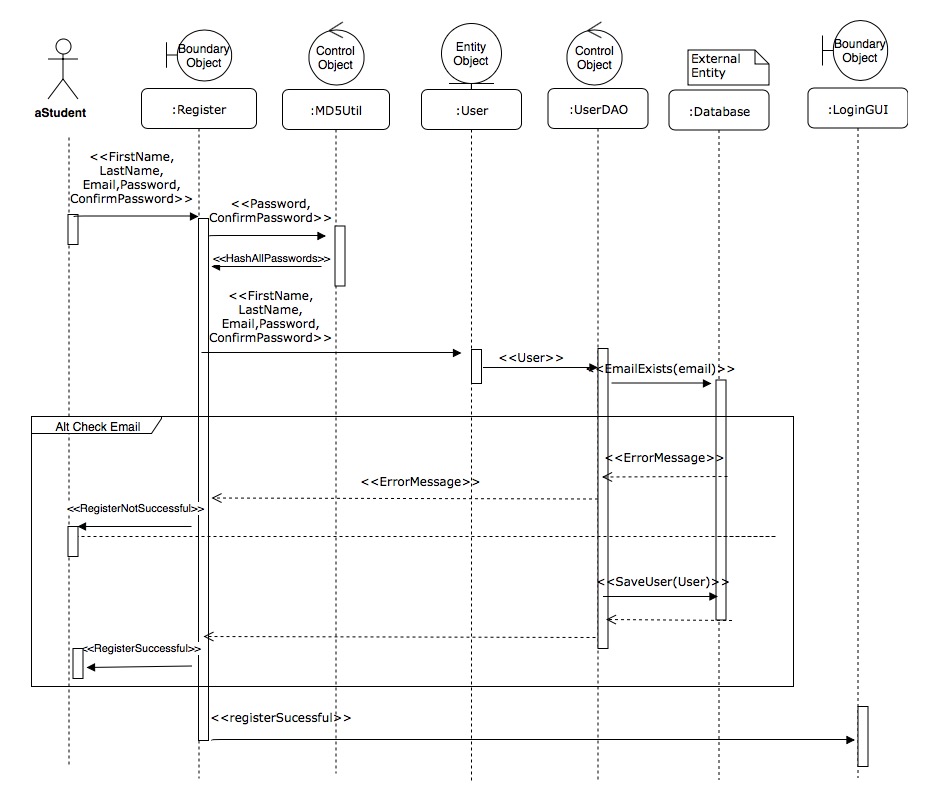 Boundary
Object
Control
Object
Entity
Object
Control
Object
External
Entity
Boundary
Object
aStudent
:Register
:MD5Util
:User
:UserDAO
:Database
:LoginGUI
<<FirstName,
LastName,
Email,Password,
ConfirmPassword>>
<<Password,
ConfirmPassword>>
<<HashAllPasswords>>
<<FirstName,
LastName,
Email,Password,
ConfirmPassword>>
<<User>>
<<EmailExists(email)>>
Alt Check Email
<<ErrorMessage>>
<<ErrorMessage>>
<<RegisterNotSuccessful>>
<<SaveUser(User)>>
<<RegisterSuccessful>>
<<registerSucessful>>